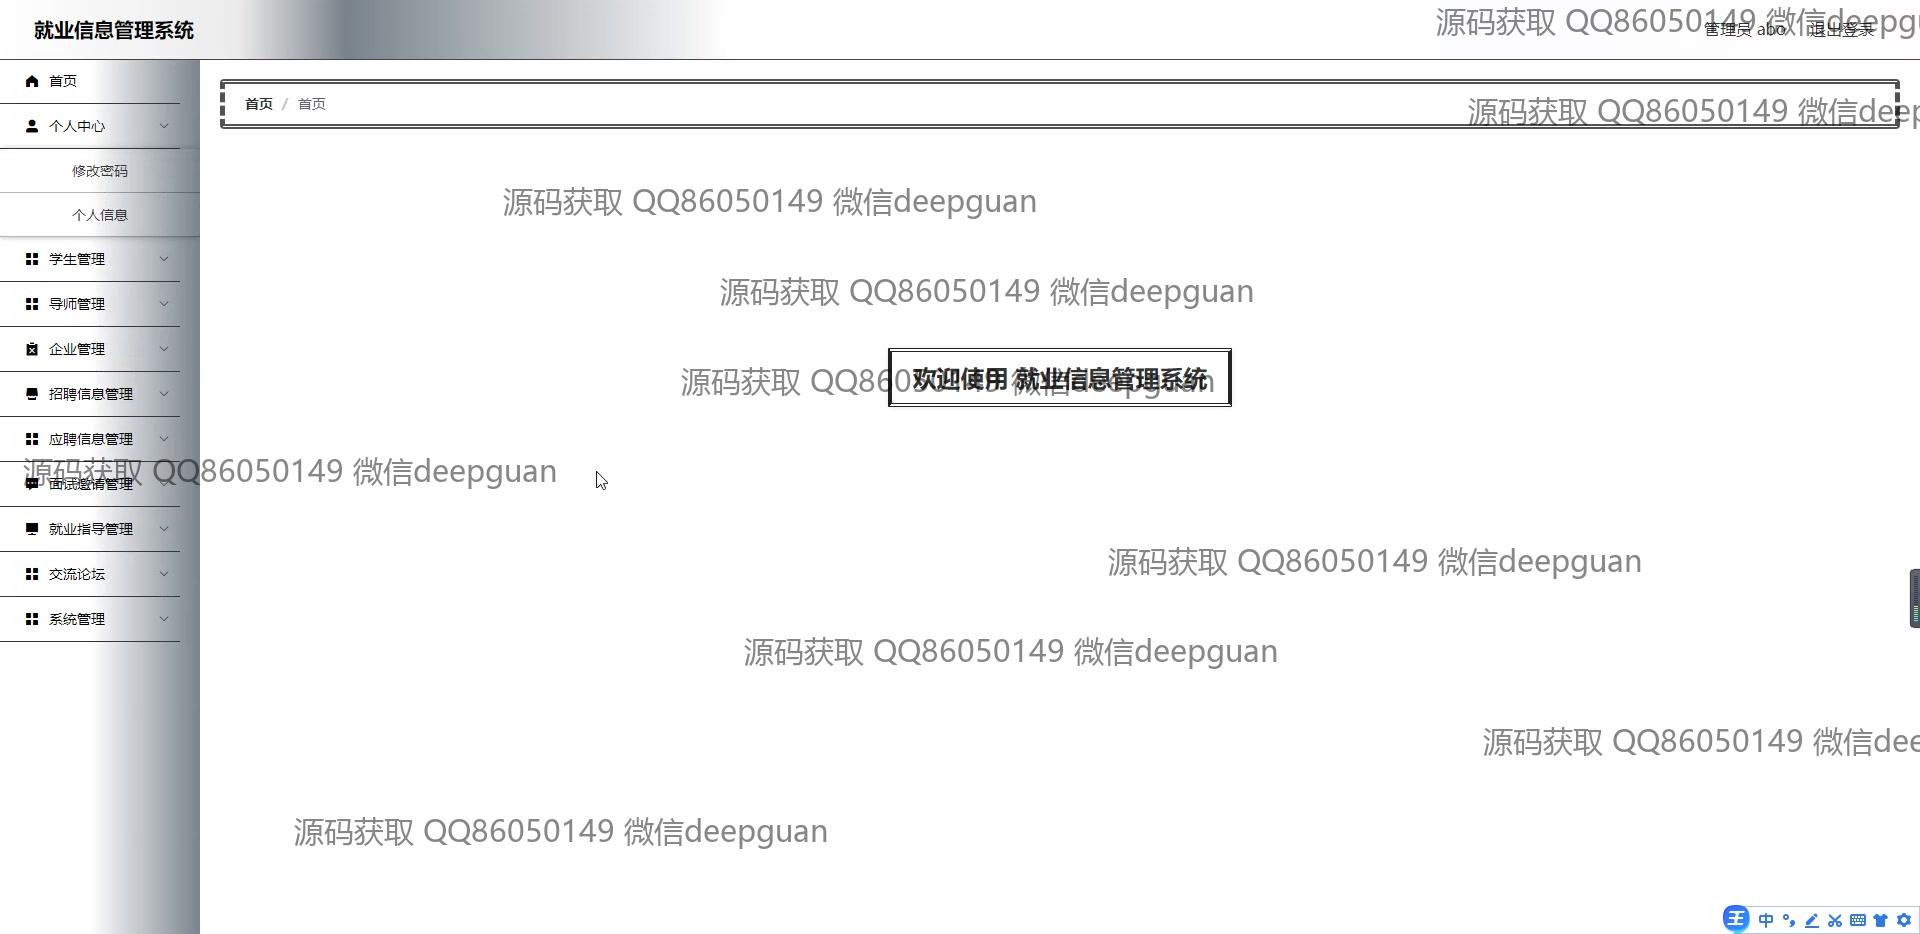 就业信息管理系统
源码获取 QQ86050149 微信deepgu
管理员 abo 退出登录
首页
首页 / 首页
源码获取 QQ86050149 微信deep
个人中心
修改密码
源码获取 QQ86050149 微信deepguan
个人信息
学生管理
源码获取 QQ86050149 微信deepguan
导师管理
企业管理
源码获取 QQ86050149 微信deepguan
欢迎使用 就业信息管理系统
招聘信息管理
应聘信息管理
源码获取 QQ86050149 微信deepguan
面试邀请管理
就业指导管理
源码获取 QQ86050149 微信deepguan
交流论坛
系统管理
源码获取 QQ86050149 微信deepguan
源码获取 QQ86050149 微信dee
源码获取 QQ86050149 微信deepguan
王 中